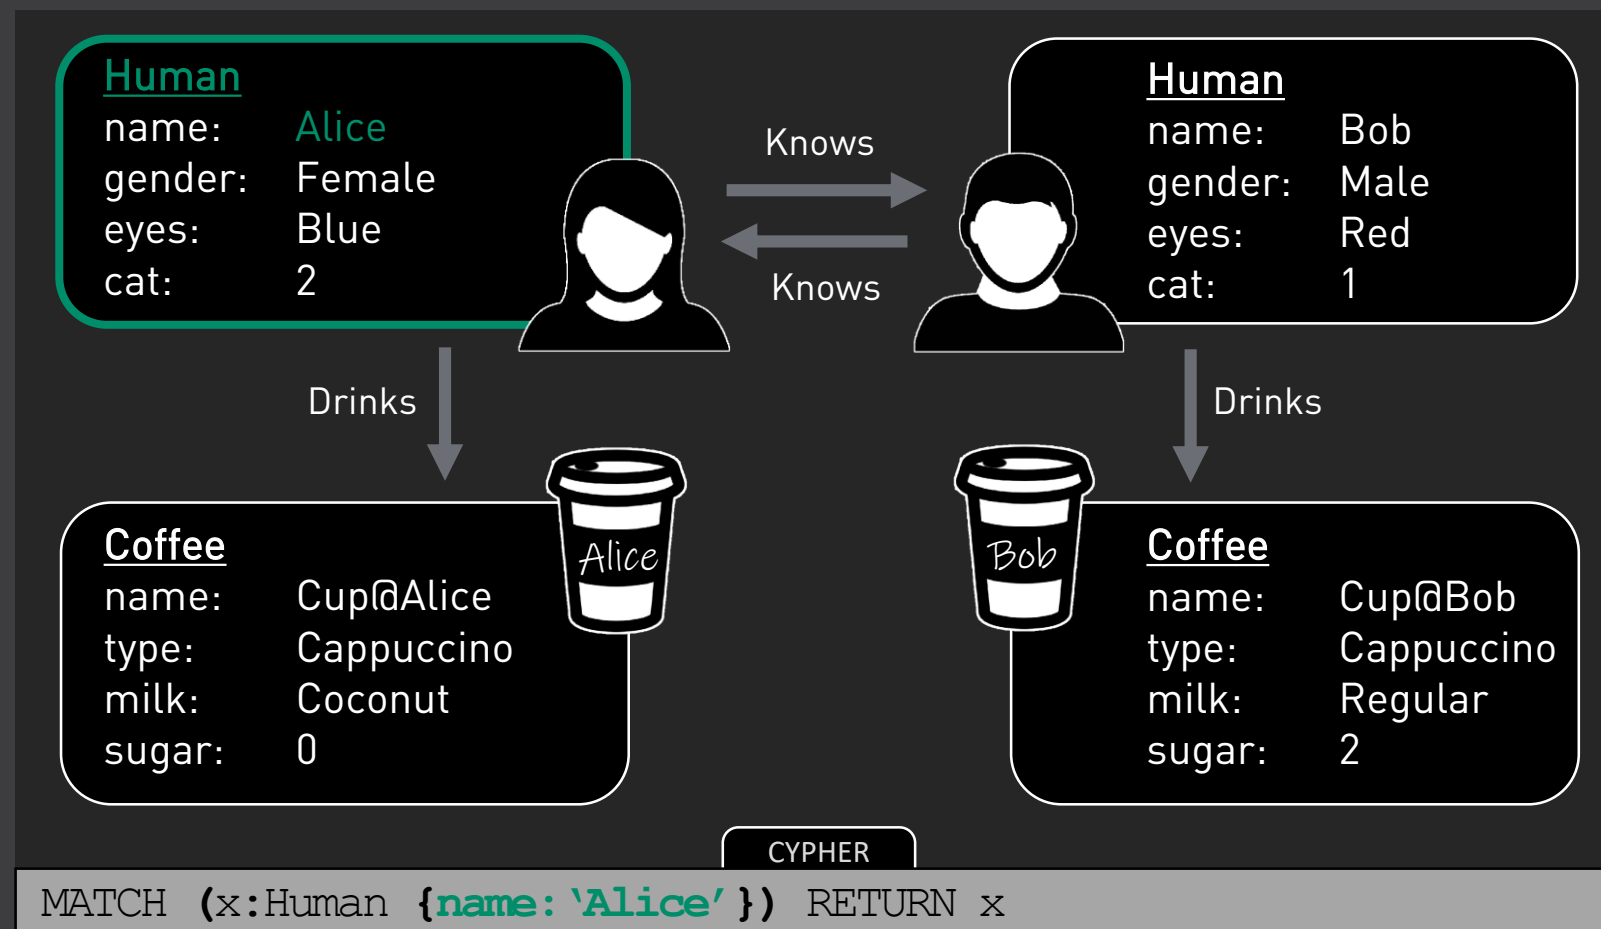 Human
name: Alice
gender: Female
eyes: Blue
cat: 2
Knows
Knows
Human
name: Bob
gender: Male
eyes: Red
cat: 1
Drinks
Drinks
Coffee
name: Cup@Alice
type: Cappuccino
milk: Coconut
sugar: 0
Alice
Bob
Coffee
name: Cup@Bob
type: Cappuccino
milk: Regular
sugar: 2
CYPHER
MATCH (x:Human {name:‘Alice’}) RETURN x